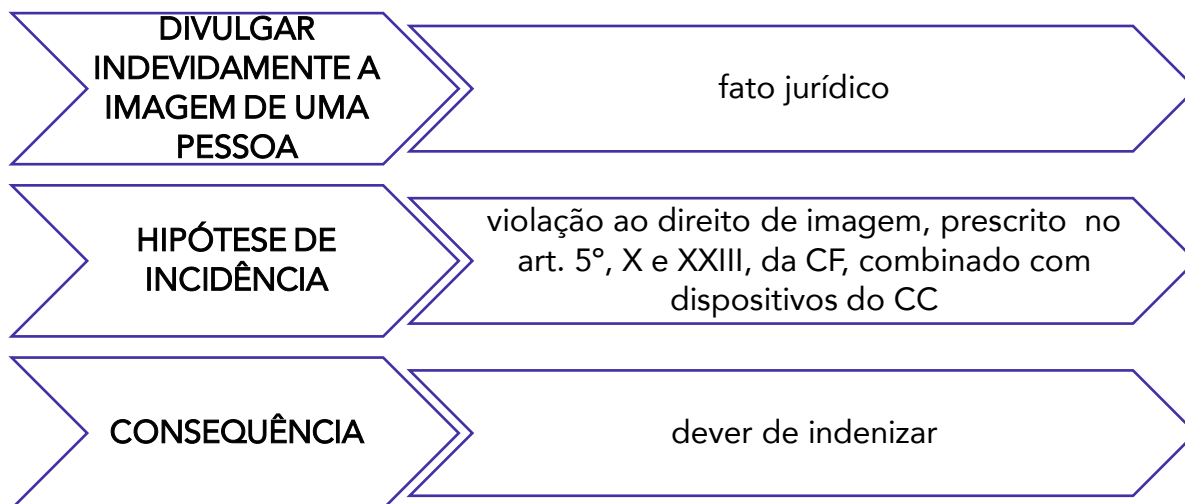 DIVULGAR
INDEVIDAMENTE A
IMAGEM DE UMA
PESSOA
fato jurídico
HIPÓTESE DE
INCIDÊNCIA
violação ao direito de imagem, prescrito no
art. 5º, X e XXIII, da CF, combinado com
dispositivos do CC
CONSEQUÊNCIA
dever de indenizar